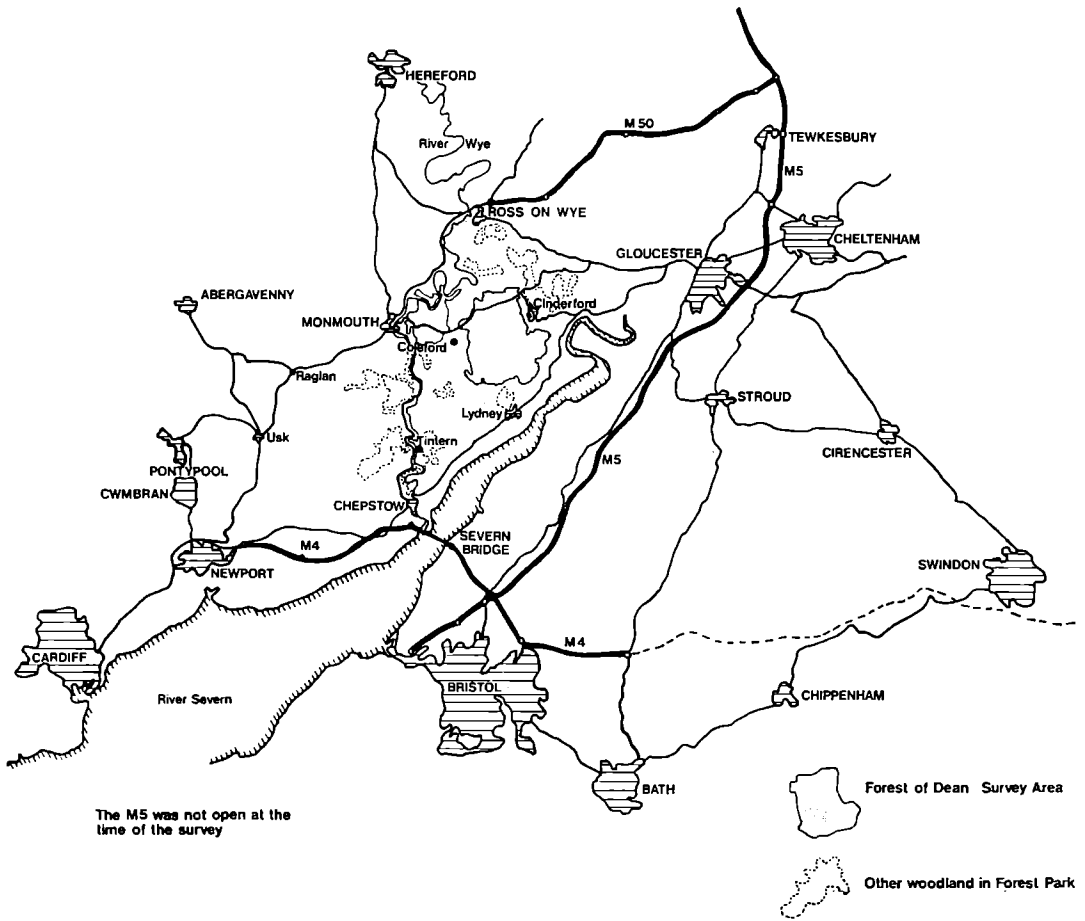 HEREFORD
River Wye
M 50
TEWKESBURY
M5
ROSS ON WYE
CHELTENHAM
GLOUCESTER
ABERGAVENNY
Cinderford
MONMOUTH
Coleford
Raglan
STROUD
Lydney
Usk
Tintern
CIRENCESTER
M5
PONTYPOOL
CWMBRAN
CHEPSTOW
SEVERN
BRIDGE
M4
SWINDON
NEWPORT
M4
CARDIFF
BRISTOL
CHIPPENHAM
River Severn
BATH
Forest of Dean Survey Area
The M5 was not open at the
time of the survey
Other woodland in Forest Park